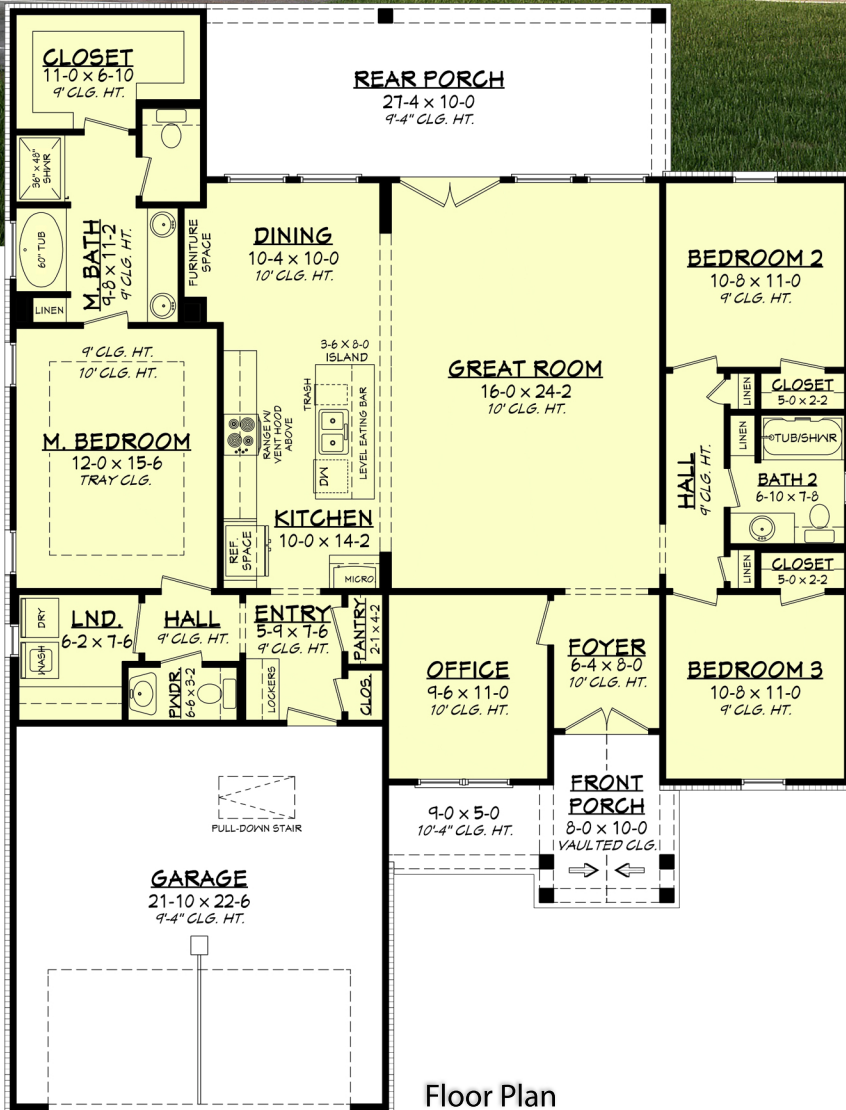 CLOSET
11-0 x 6-10
9' CLG. HT.
REAR PORCH
27-4 x 10-0
9'-4" CLG. HT.
36" x 48"
SHWR
60" TUB
M. BATH
9-8 x 11-2
9' CLG. HT.
LINEN
FURNITURE
SPACE
DINING
10-4 x 10-0
10' CLG. HT.
BEDROOM 2
10-8 x 11-0
9' CLG. HT.
9' CLG. HT.
10' CLG. HT.
M. BEDROOM
12-0 x 15-6
TRAY CLG.
3-6 x 8-0
ISLAND
TRASH
RANGE W/
VENT HOOD
ABOVE
LEVEL EATING BAR
DW
GREAT ROOM
16-0 x 24-2
10' CLG. HT.
LINEN
CLOSET
5-0 x 2-2
LINEN
TUB/SHWR
HALL
9' CLG. HT.
BATH 2
6-10 x 7-8
KITCHEN
10-0 x 14-2
REF.
SPACE
MICRO
LINEN
CLOSET
5-0 x 2-2
DRY
WASH
LND.
6-2 x 7-6
HALL
9' CLG. HT.
ENTRY
5-9 x 7-6
9' CLG. HT.
PANTRY
2-1 x 4-2
PWDR.
6-6 x 3-2
LOCKERS
CLOS.
OFFICE
9-6 x 11-0
10' CLG. HT.
FOYER
6-4 x 8-0
10' CLG. HT.
BEDROOM 3
10-8 x 11-0
9' CLG. HT.
PULL-DOWN STAIR
9-0 x 5-0
10'-4" CLG. HT.
FRONT
PORCH
8-0 x 10-0
VAULTED CLG.
GARAGE
21-10 x 22-6
9'-4" CLG. HT.
Floor Plan